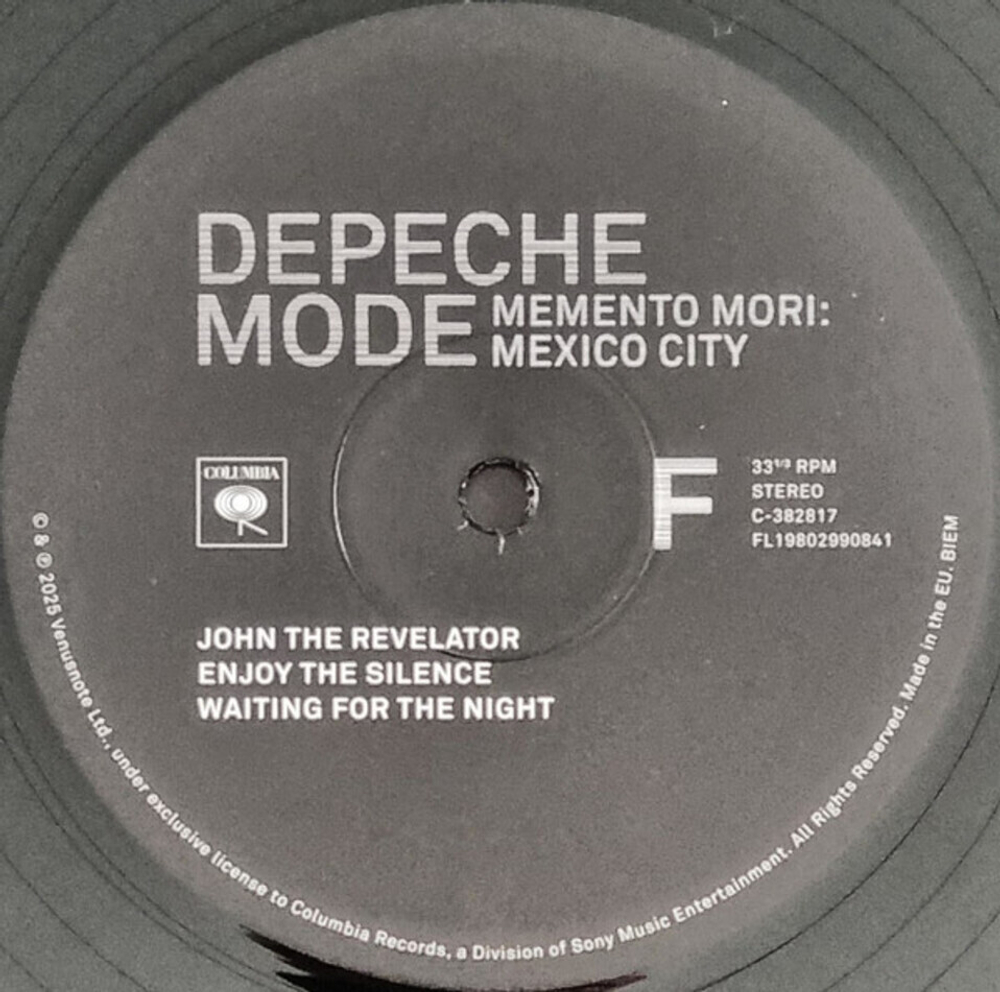 DEPECHE
MODE MEMENTO MORI:
MEXICO CITY
COLUMBIA
F
33⅓ RPM
STEREO
C-382817
FL19802990841
JOHN THE REVELATOR
ENJOY THE SILENCE
WAITING FOR THE NIGHT
© & ℗ 2025 Venusnote Ltd., under exclusive license to Columbia Records, a Division of Sony Music Entertainment. All Rights Reserved. Made in the EU. BIEM